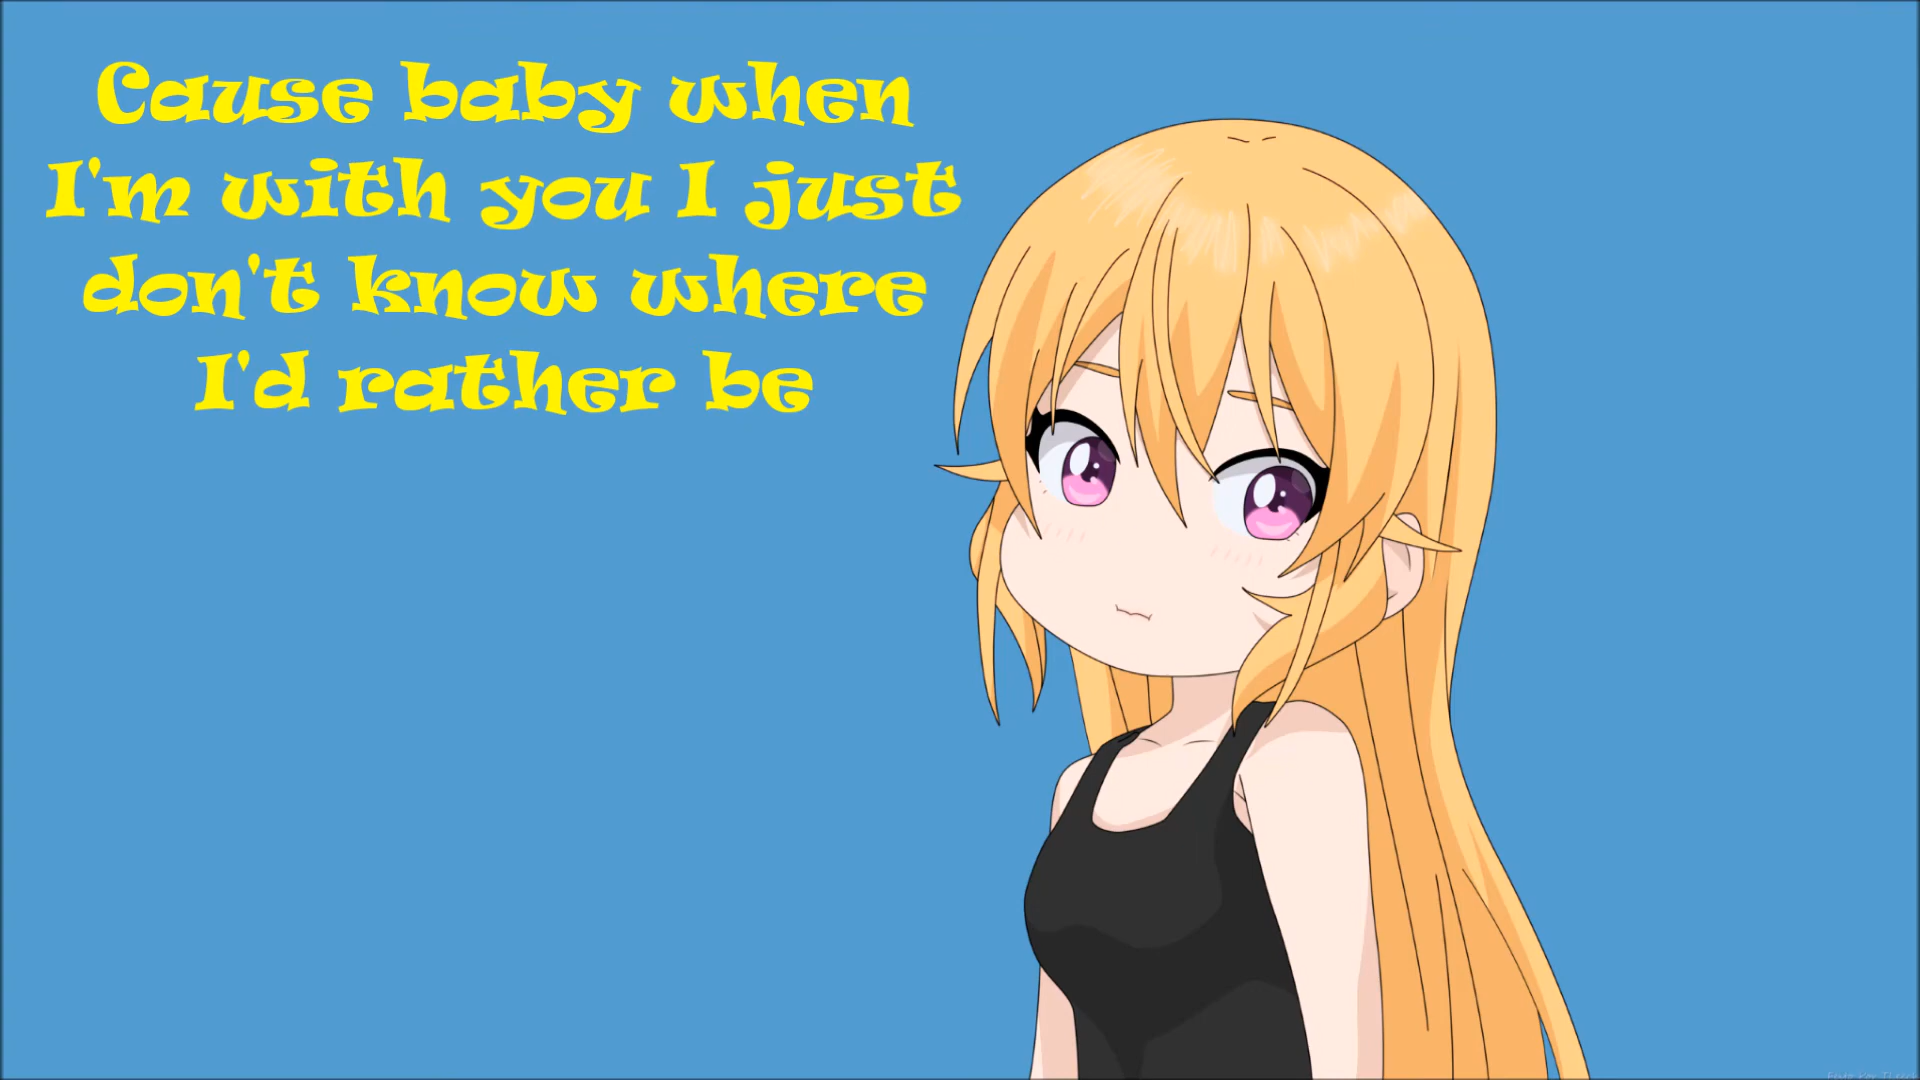 Cause baby when
I'm with you I just
don't know where
I'd rather be